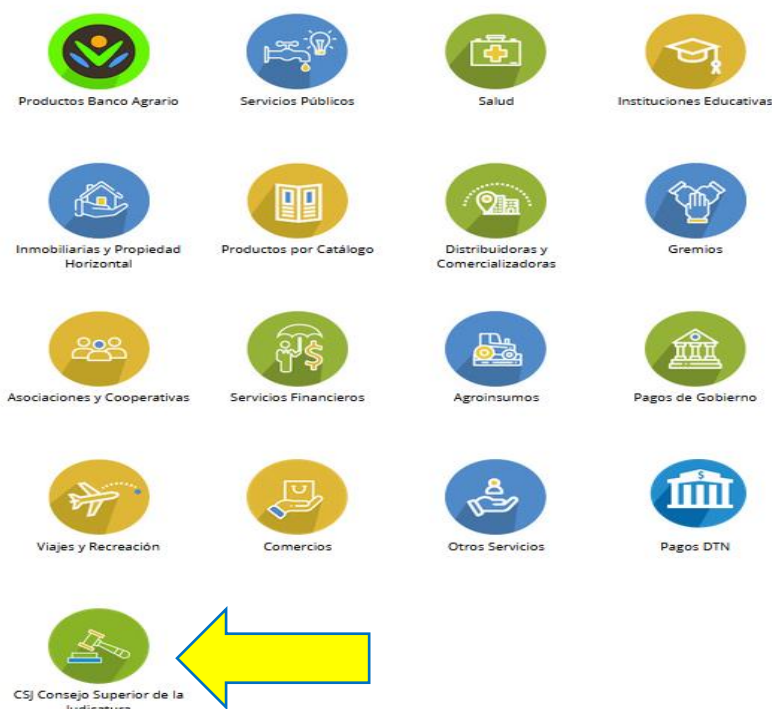 Productos Banco Agrario
Servicios Públicos
Salud
Instituciones Educativas
Inmobiliarias y Propiedad
Horizontal
Productos por Catálogo
Distribuidoras y
Comercializadoras
Gremios
Asociaciones y Cooperativas
Servicios Financieros
Agroinsumos
Pagos de Gobierno
Viajes y Recreación
Comercios
Otros Servicios
Pagos DTN
CSJ Consejo Superior de la
Judicatura